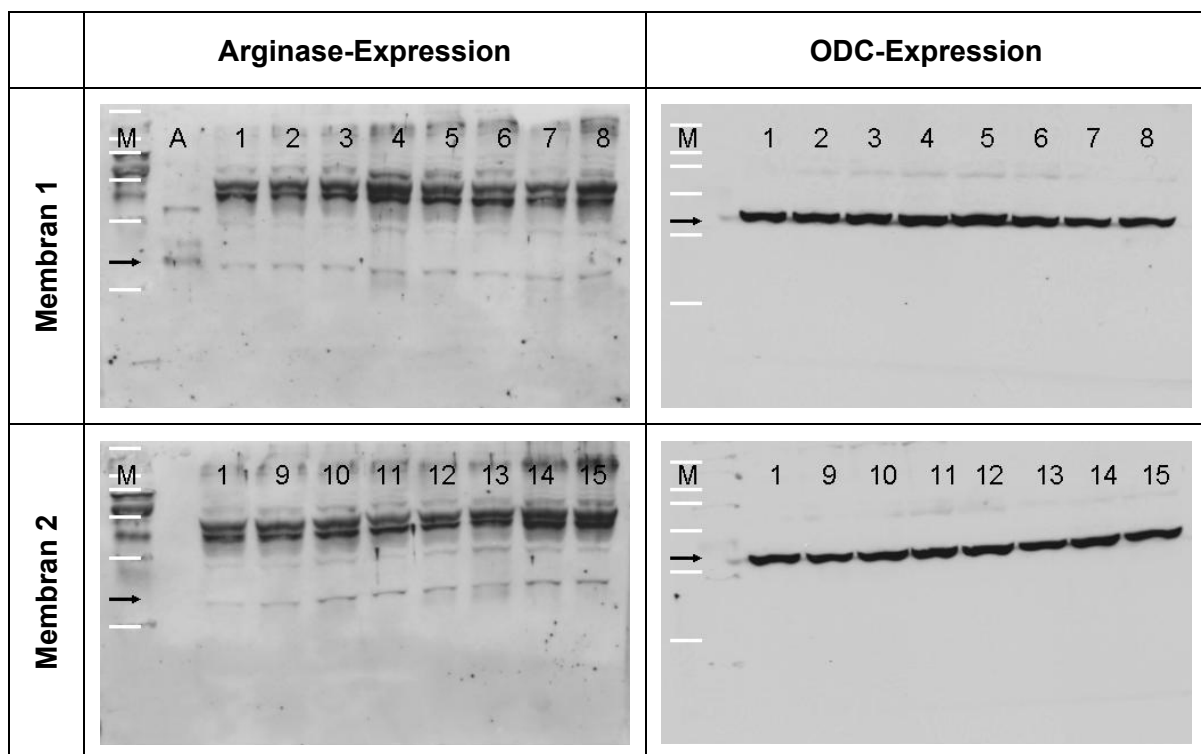 Arginase-Expression ODC-Expression
Membran 1
M A 1 2 3 4 5 6 7 8
M 1 2 3 4 5 6 7 8
Membran 2
M 1 9 10 11 12 13 14 15
M 1 9 10 11 12 13 14 15